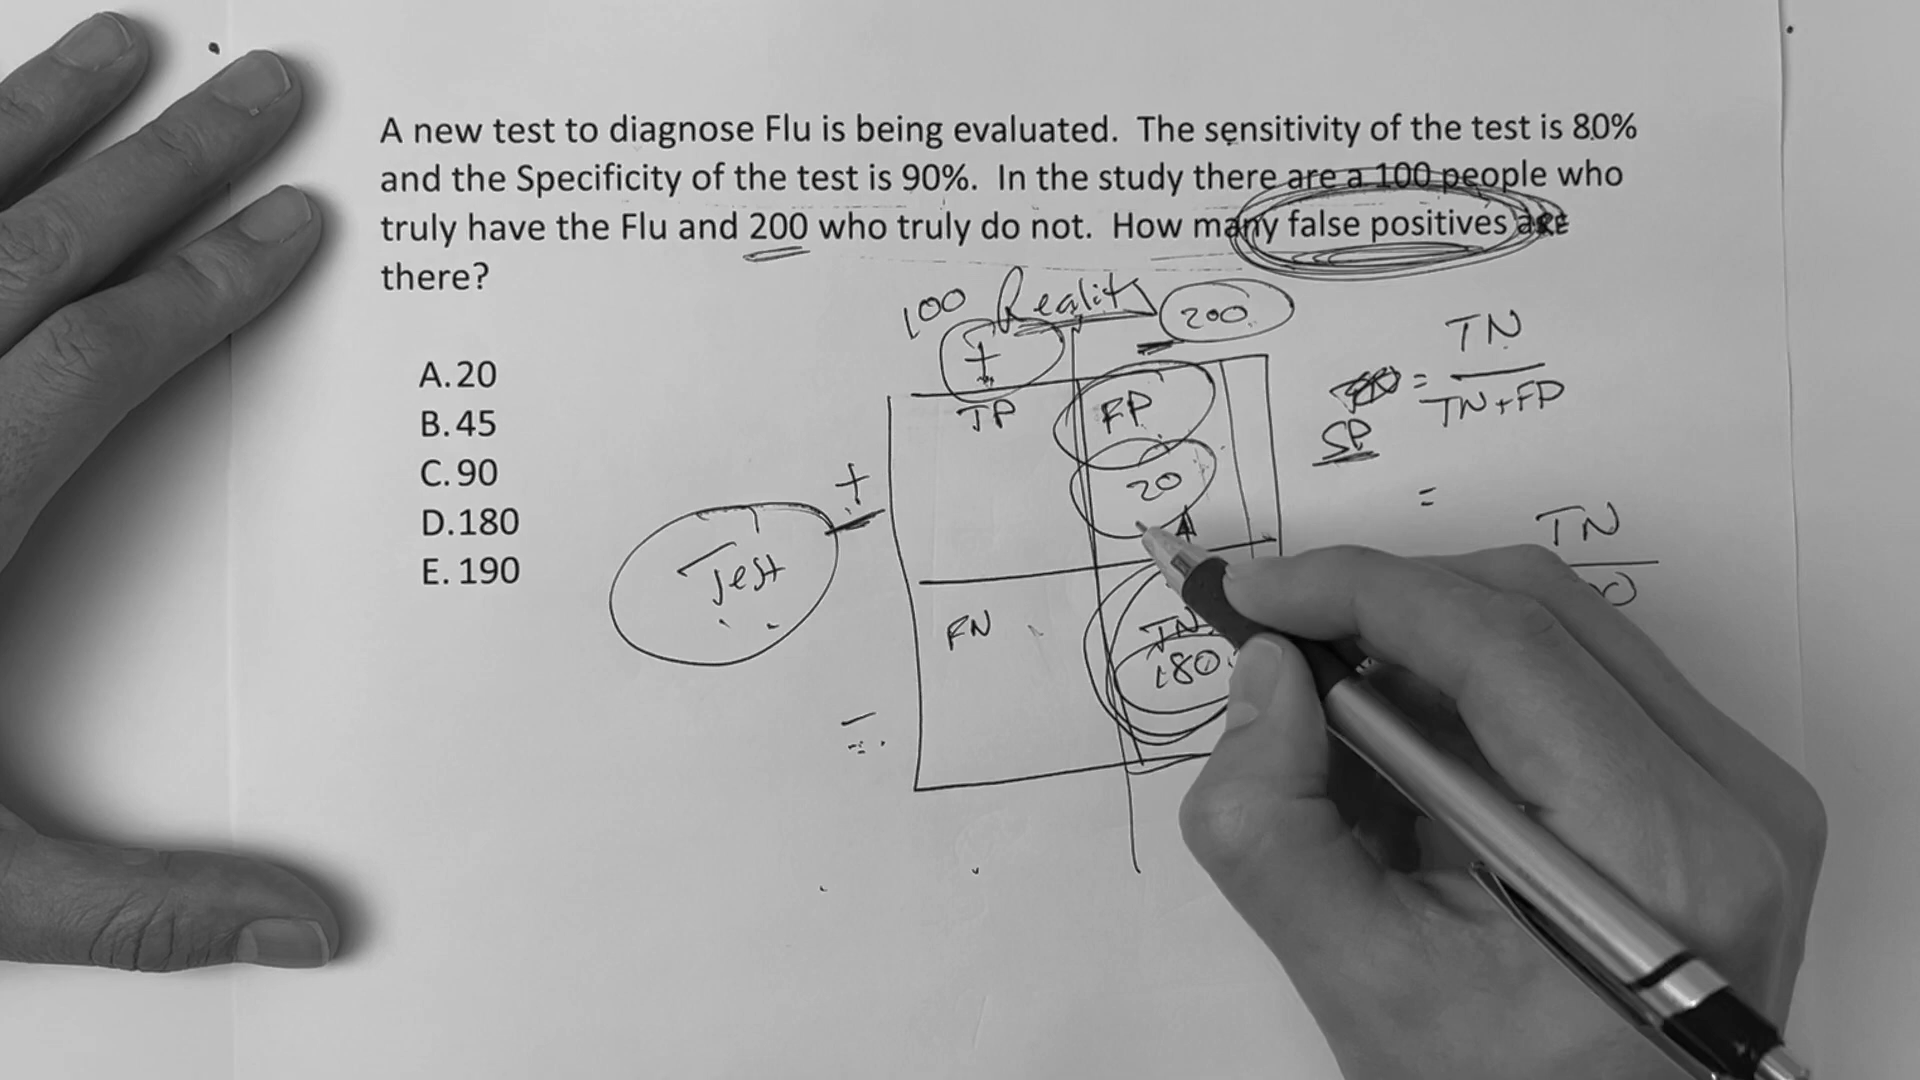 A new test to diagnose Flu is being evaluated. The sensitivity of the test is 80%
and the Specificity of the test is 90%. In the study there are a 100 people who
truly have the Flu and 200 who truly do not. How many false positives are
there?
100 Reality 200
+ -
A. 20
B. 45
C. 90
D. 180
E. 190
TP FP
20
+
Test
FN TN
180
-
SP = TN
TN+FP
= TN